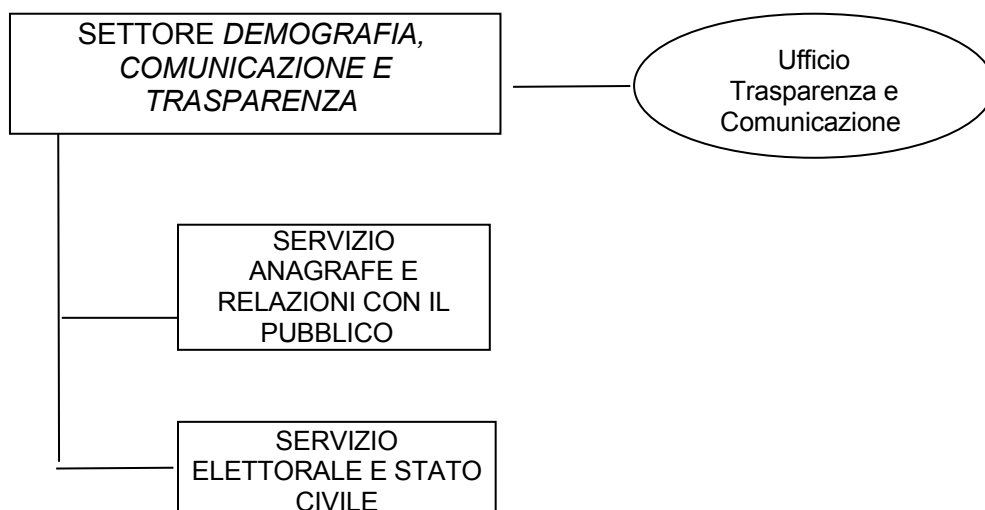 SETTORE DEMOGRAFIA,
COMUNICAZIONE E
TRASPARENZA
Ufficio
Trasparenza e
Comunicazione
SERVIZIO
ANAGRAFE E
RELAZIONI CON IL
PUBBLICO
SERVIZIO
ELETTORALE E STATO
CIVILE